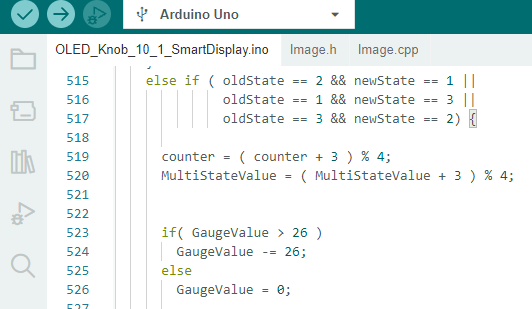 Arduino Uno
OLED_Knob_10_1_SmartDisplay.ino Image.h Image.cpp
515 else if ( oldState == 2 && newState == 1 ||
516 oldState == 1 && newState == 3 ||
517 oldState == 3 && newState == 2) {
518
519 counter = ( counter + 3 ) % 4;
520 MultiStateValue = ( MultiStateValue + 3 ) % 4;
521
522
523 if( GaugeValue > 26 )
524 GaugeValue -= 26;
525 else
526 GaugeValue = 0;
527